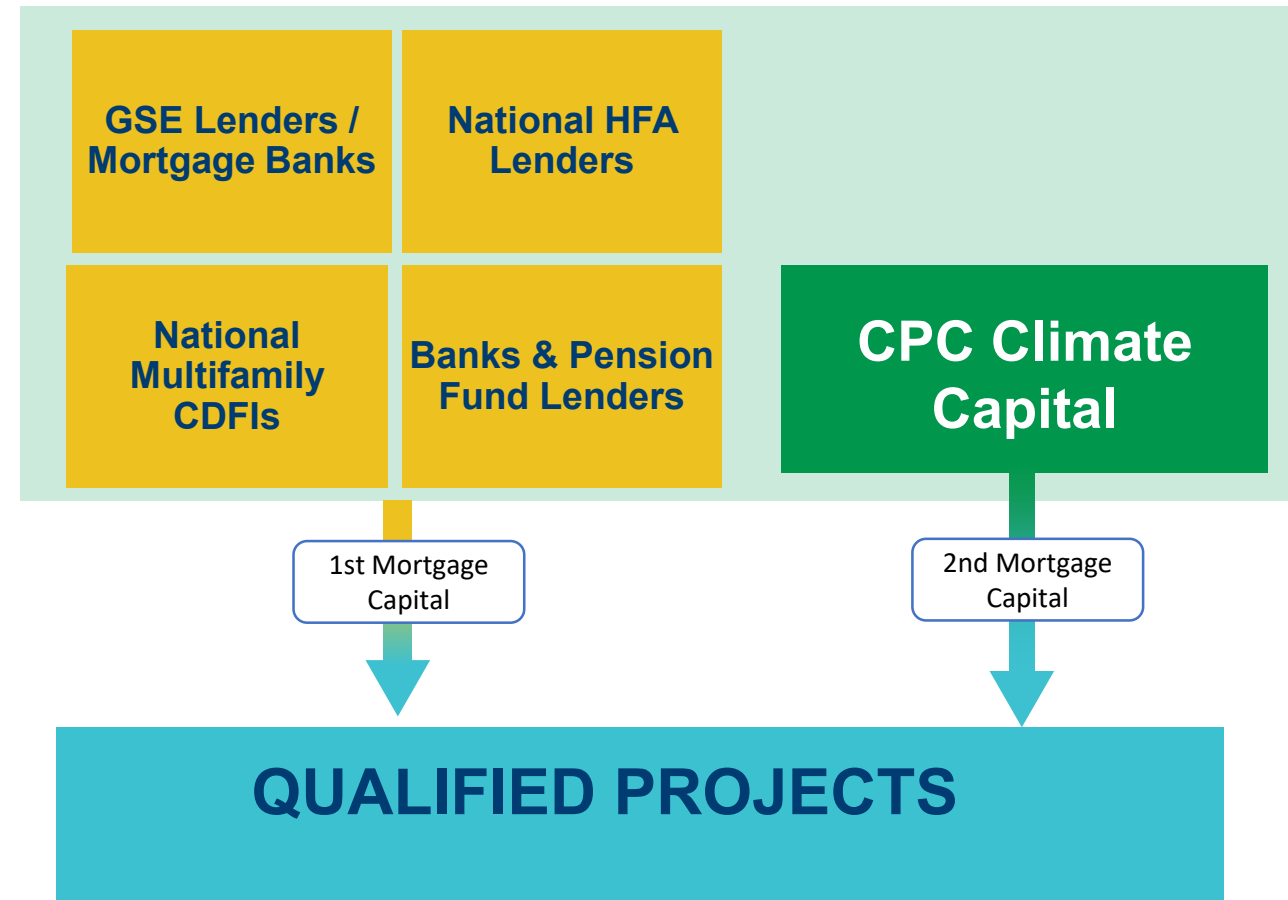 GSE Lenders /
Mortgage Banks
National HFA
Lenders
National
Multifamily
CDFIs
Banks & Pension
Fund Lenders
CPC Climate
Capital
1st Mortgage
Capital
2nd Mortgage
Capital
QUALIFIED PROJECTS